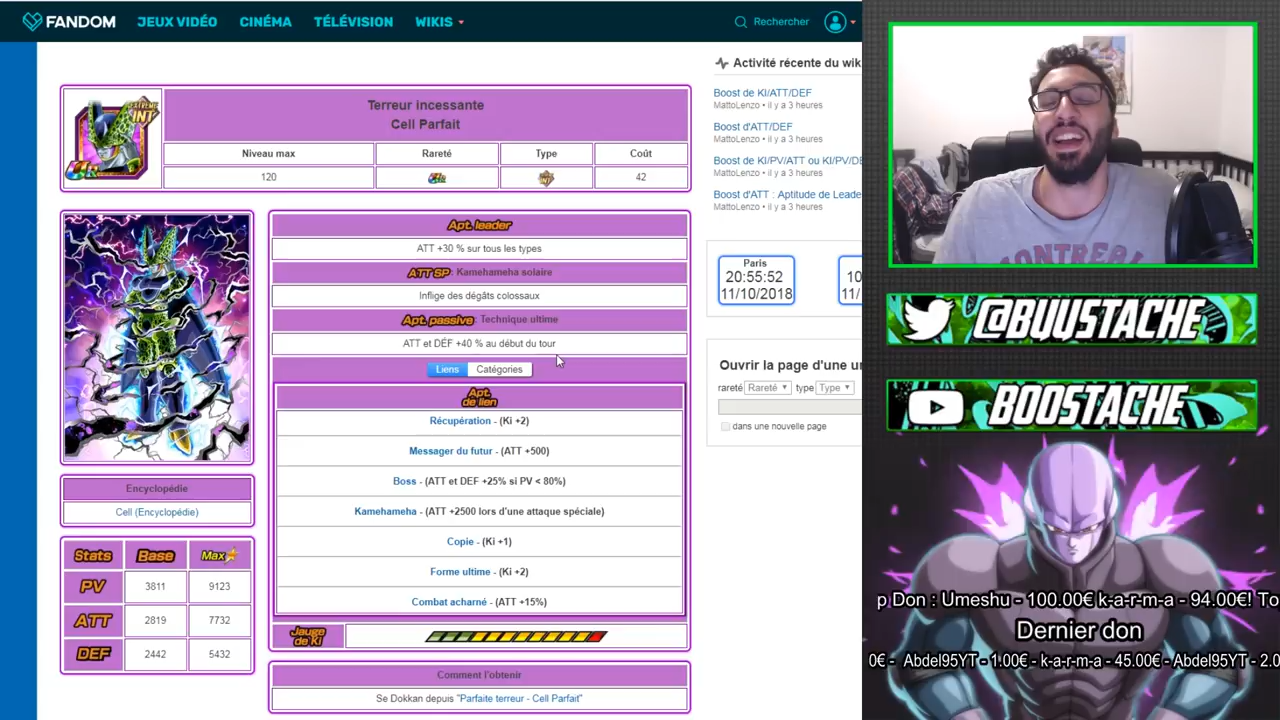 FANDOM JEUX VIDÉO CINÉMA TÉLÉVISION WIKIS Rechercher
Terreur incessante
Cell Parfait
EXTREME
INT
UR
Niveau max Rareté Type Coût
120 UR 42
Apt. leader
ATT +30 % sur tous les types
ATT SP : Kamehameha solaire
Inflige des dégâts colossaux
Apt. passive : Technique ultime
ATT et DÉF +40 % au début du tour
Liens Catégories
Apt.
de lien
Récupération - (Ki +2)
Messager du futur - (ATT +500)
Boss - (ATT et DEF +25% si PV < 80%)
Kamehameha - (ATT +2500 lors d'une attaque spéciale)
Copie - (Ki +1)
Forme ultime - (Ki +2)
Combat acharné - (ATT +15%)
Jauge
de Ki
Comment l'obtenir
Se Dokkan depuis "Parfaite terreur - Cell Parfait"
Encyclopédie
Cell (Encyclopédie)
Stats Base Max
PV 3811 9123
ATT 2819 7732
DEF 2442 5432
Activité récente du wik
Boost de KI/ATT/DEF
MattoLenzo • il y a 3 heures
Boost d'ATT/DEF
MattoLenzo • il y a 3 heures
Boost de KI/PV/ATT ou KI/PV/DE
MattoLenzo • il y a 3 heures
Boost d'ATT : Aptitude de Leade
MattoLenzo • il y a 3 heures
Paris
20:55:52
11/10/2018
10
11/
Ouvrir la page d'une u
rareté Rareté type Type
dans une nouvelle page
MONTREAL
@BUUSTACHE
BOOSTACHE
p Don : Umeshu - 100.00€ k-a-r-m-a - 94.00€! To
Dernier don
0€ - Abdel95YT - 1.00€ - k-a-r-m-a - 45.00€ - Abdel95YT - 2.0